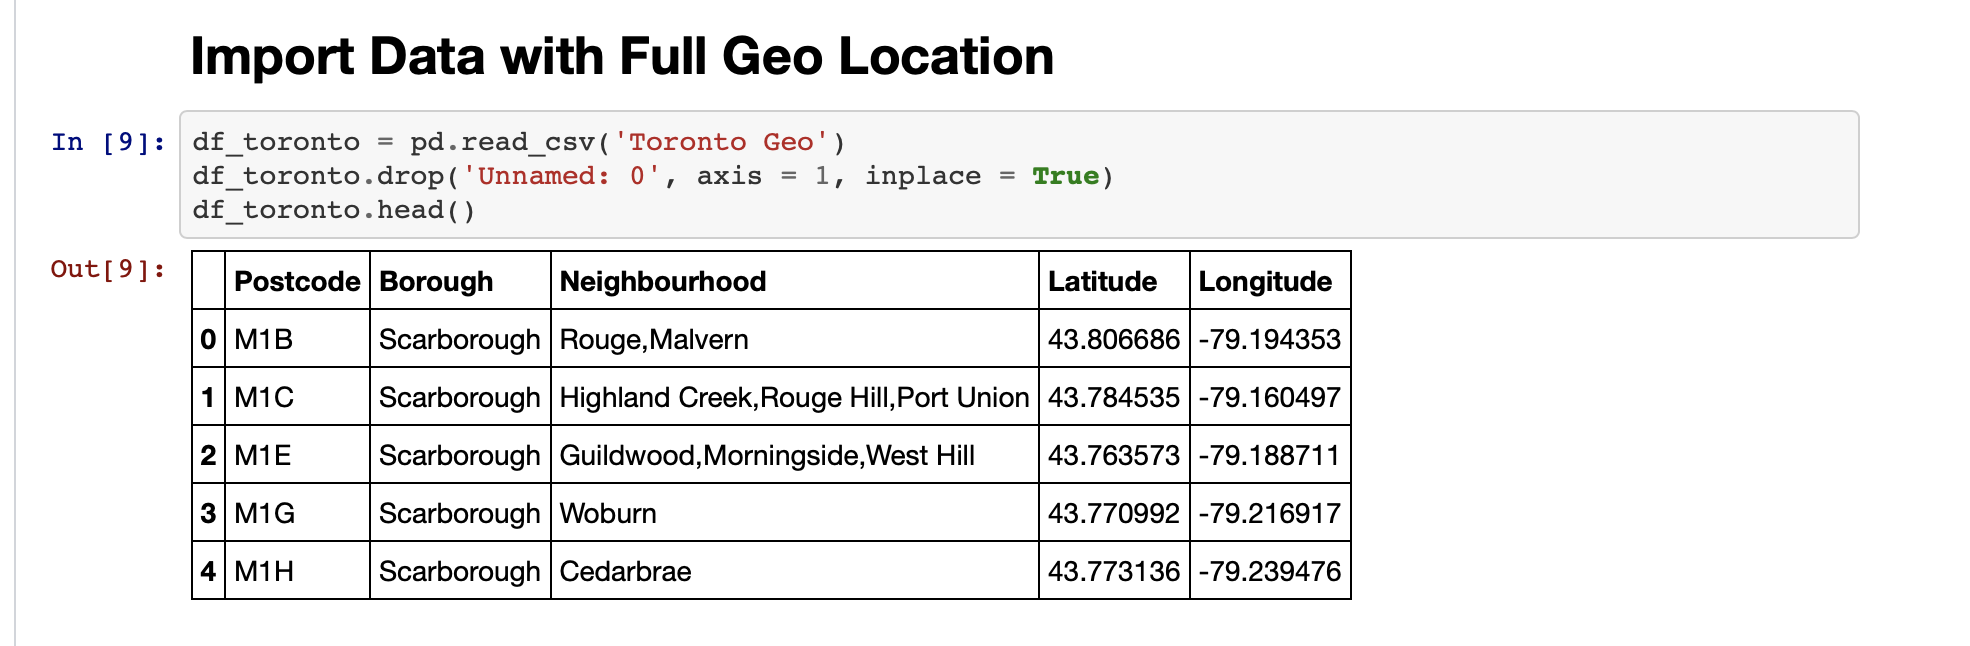 Import Data with Full Geo Location
In [9]: df_toronto = pd.read_csv('Toronto Geo')
df_toronto.drop('Unnamed: 0', axis = 1, inplace = True)
df_toronto.head()
Out[9]:
Postcode Borough Neighbourhood Latitude Longitude
0 M1B Scarborough Rouge,Malvern 43.806686 -79.194353
1 M1C Scarborough Highland Creek,Rouge Hill,Port Union 43.784535 -79.160497
2 M1E Scarborough Guildwood,Morningside,West Hill 43.763573 -79.188711
3 M1G Scarborough Woburn 43.770992 -79.216917
4 M1H Scarborough Cedarbrae 43.773136 -79.239476